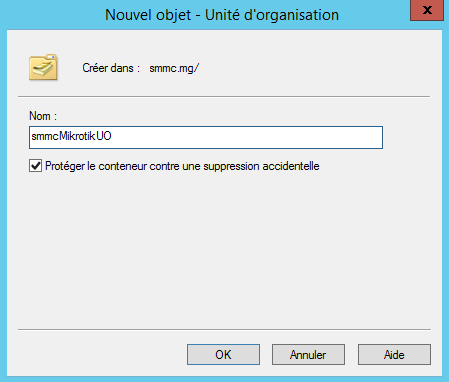 Nouvel objet - Unité d'organisation
x
Créer dans : smmc.mg/
Nom :
smmcMikrotikUO
Protéger le conteneur contre une suppression accidentelle
OK Annuler Aide